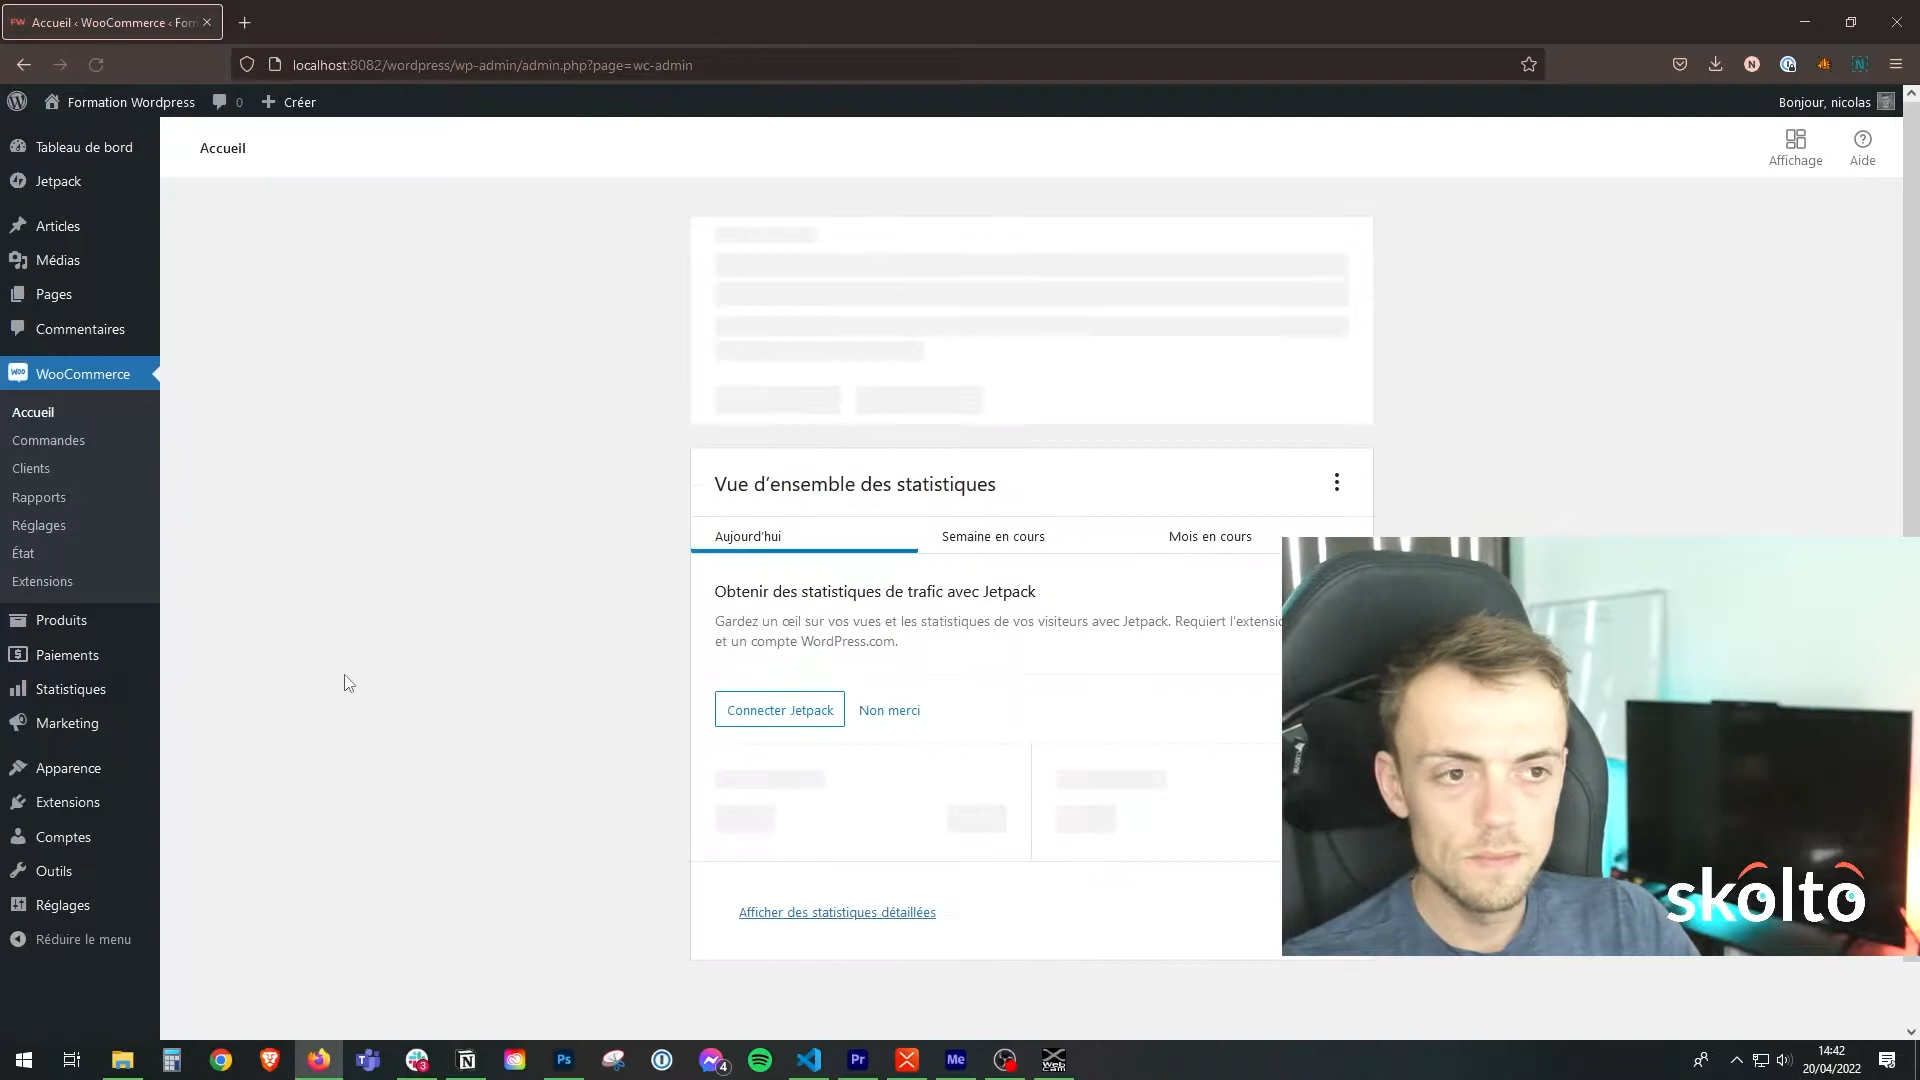 Accueil ‹ WooCommerce ‹ Form
localhost:8082/wordpress/wp-admin/admin.php?page=wc-admin
Formation Wordpress
0
Créer
Bonjour, nicolas
Tableau de bord
Jetpack
Articles
Médias
Pages
Commentaires
WooCommerce
Accueil
Commandes
Clients
Rapports
Réglages
État
Extensions
Produits
Paiements
Statistiques
Marketing
Apparence
Extensions
Comptes
Outils
Réglages
Réduire le menu
Accueil
Affichage
Aide
Vue d’ensemble des statistiques
Aujourd’hui
Semaine en cours
Mois en cours
Obtenir des statistiques de trafic avec Jetpack
Gardez un œil sur vos vues et les statistiques de vos visiteurs avec Jetpack. Requiert l’extensio
et un compte WordPress.com.
Connecter Jetpack
Non merci
Afficher des statistiques détaillées
skolto
14:42
20/04/2022